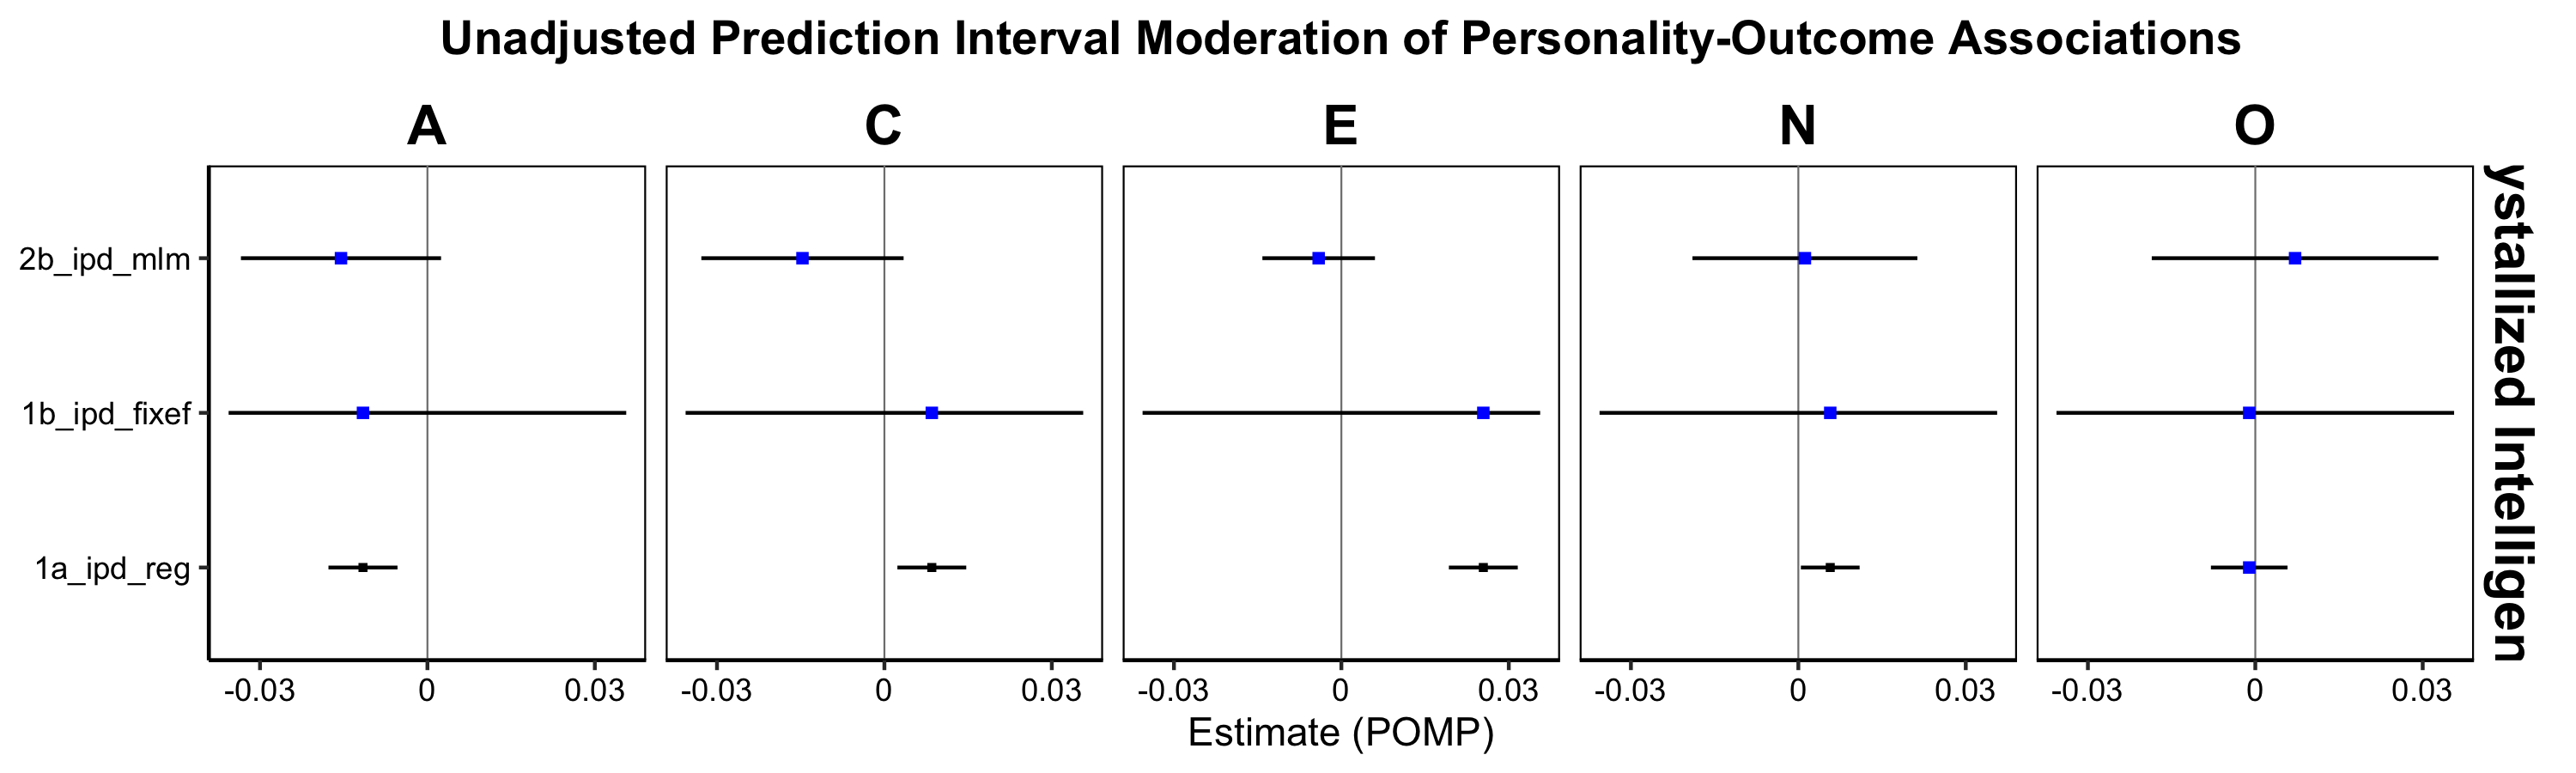 Unadjusted Prediction Interval Moderation of Personality-Outcome Associations
A C E N O
2b_ipd_mlm
1b_ipd_fixef
1a_ipd_reg
ystallized Intelligen
-0.03 0 0.03 -0.03 0 0.03 -0.03 0 0.03 -0.03 0 0.03 -0.03 0 0.03
Estimate (POMP)